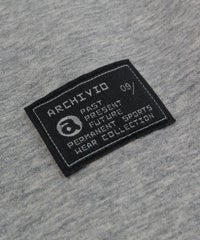 ARCHIVIO 09/
PAST
PRESENT
FUTURE
PERMANENT SPORTS
WEAR COLLECTION